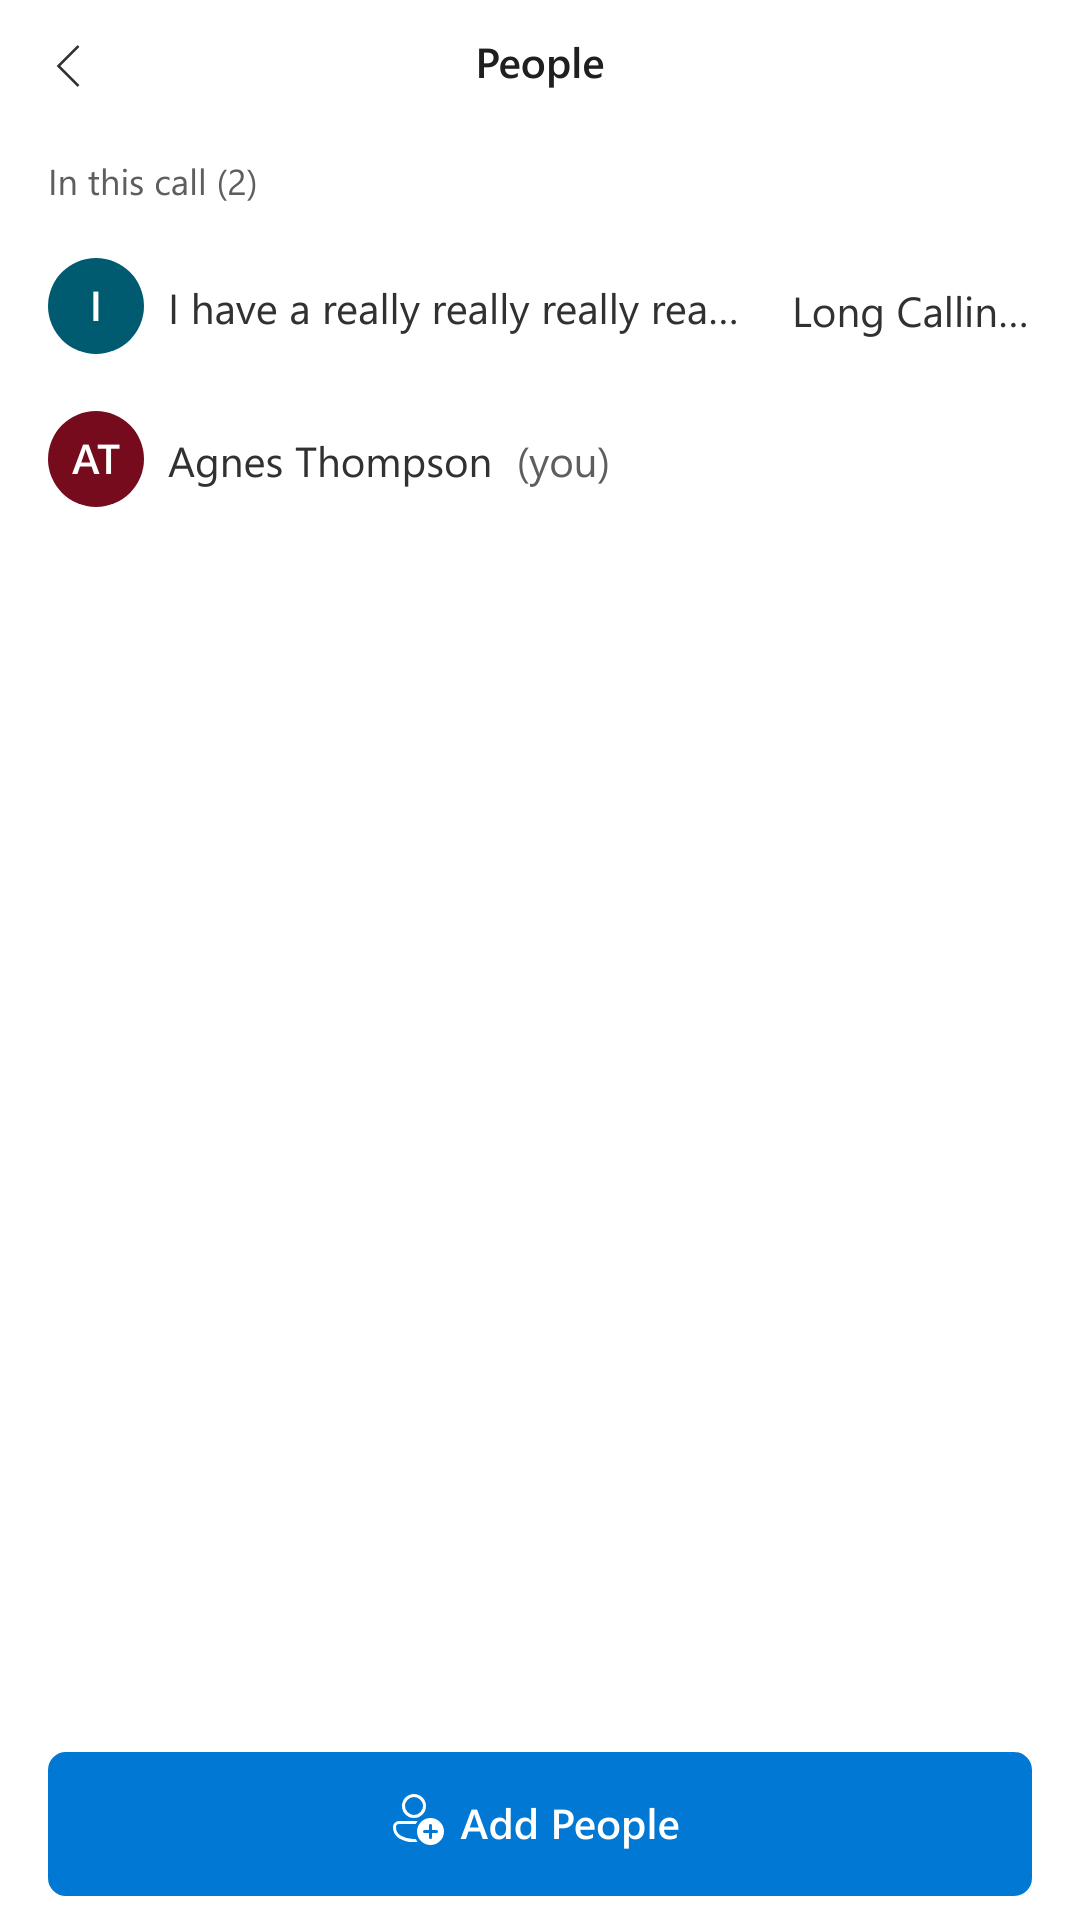 People
In this call (2)
I I have a really really really rea... Long Callin...
AT Agnes Thompson (you)
Add People